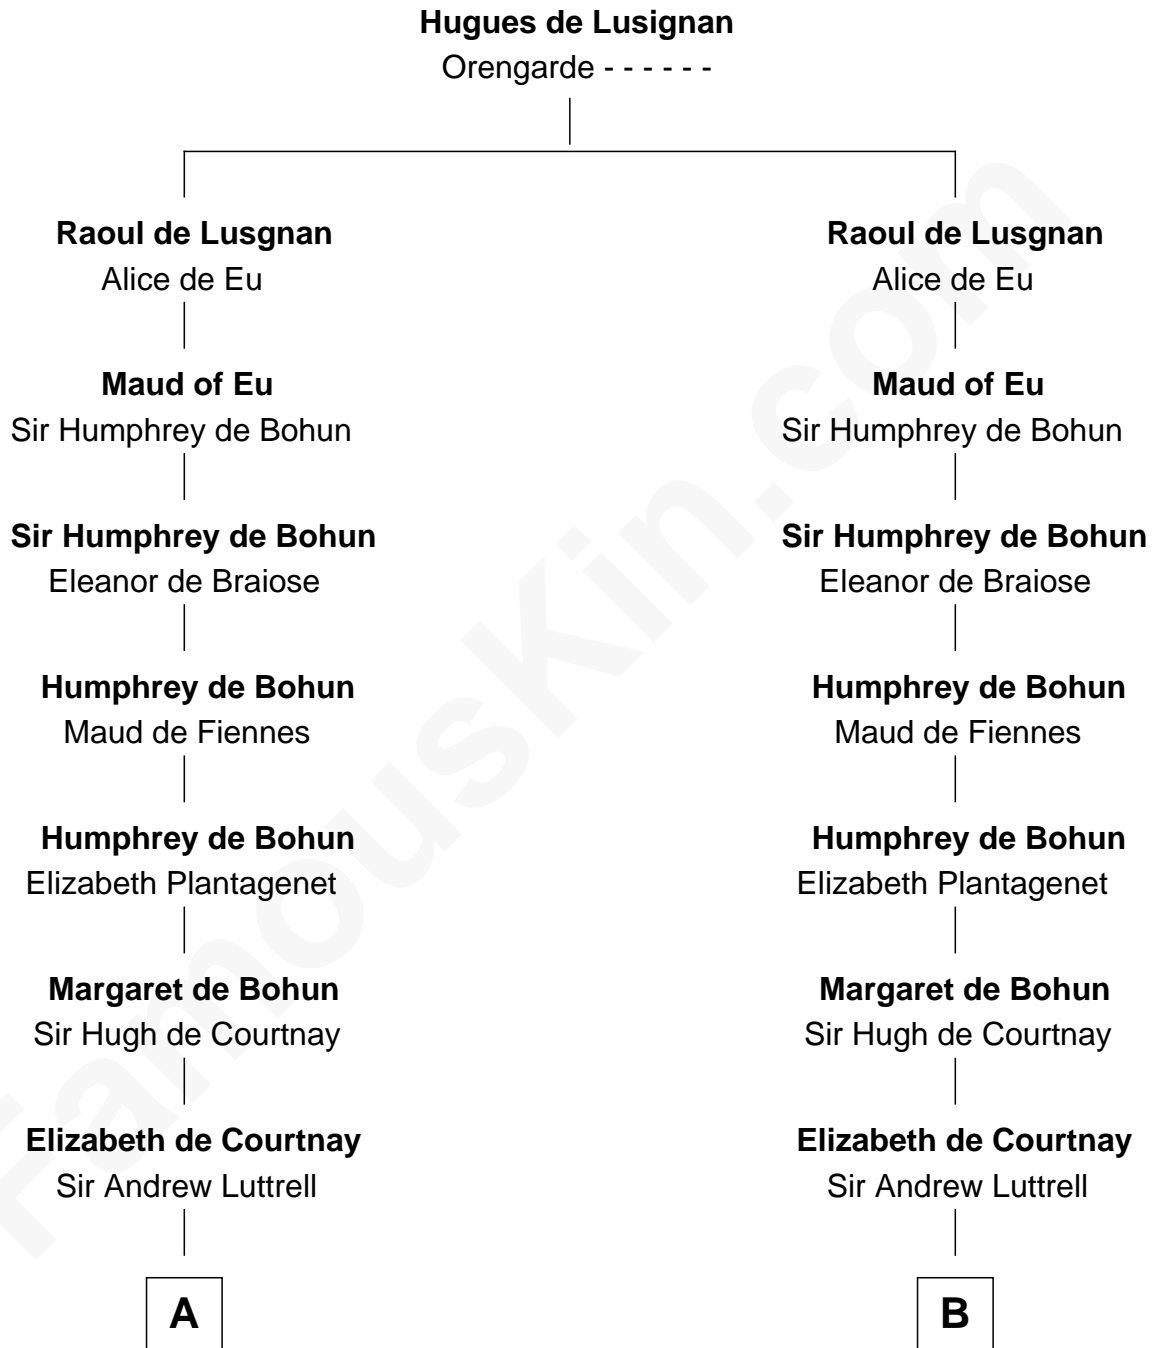 Hugues de Lusignan
Orengarde - - - - - -
Raoul de Lusgnan
Alice de Eu
Raoul de Lusgnan
Alice de Eu
Maud of Eu
Sir Humphrey de Bohun
Maud of Eu
Sir Humphrey de Bohun
Sir Humphrey de Bohun
Eleanor de Braiose
Sir Humphrey de Bohun
Eleanor de Braiose
Humphrey de Bohun
Maud de Fiennes
Humphrey de Bohun
Maud de Fiennes
Humphrey de Bohun
Elizabeth Plantagenet
Humphrey de Bohun
Elizabeth Plantagenet
Margaret de Bohun
Sir Hugh de Courtnay
Margaret de Bohun
Sir Hugh de Courtnay
Elizabeth de Courtnay
Sir Andrew Luttrell
Elizabeth de Courtnay
Sir Andrew Luttrell
A
B
FamousKin.com